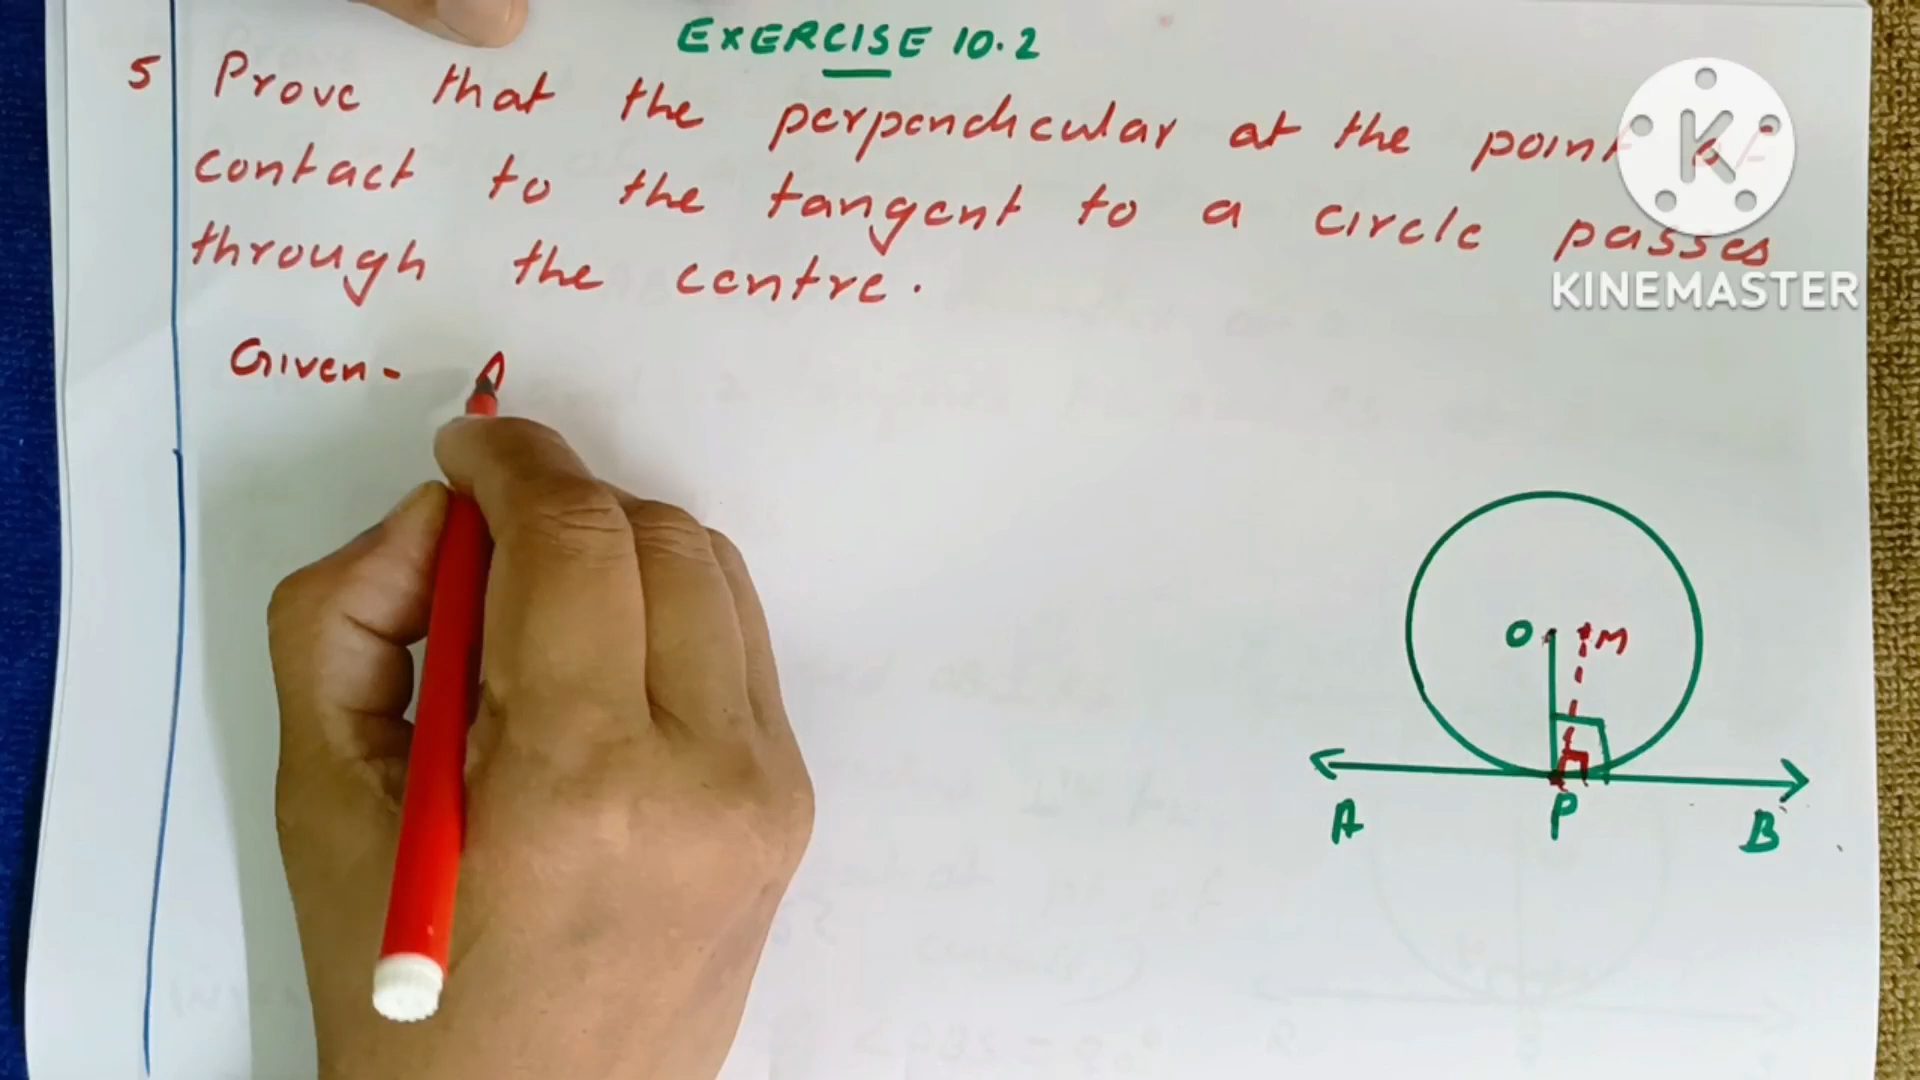 EXERCISE 10.2
5 Prove that the perpendicular at the point of
contact to the tangent to a circle passes
through the centre.
Given- A
O M
A P B
K
KINEMASTER